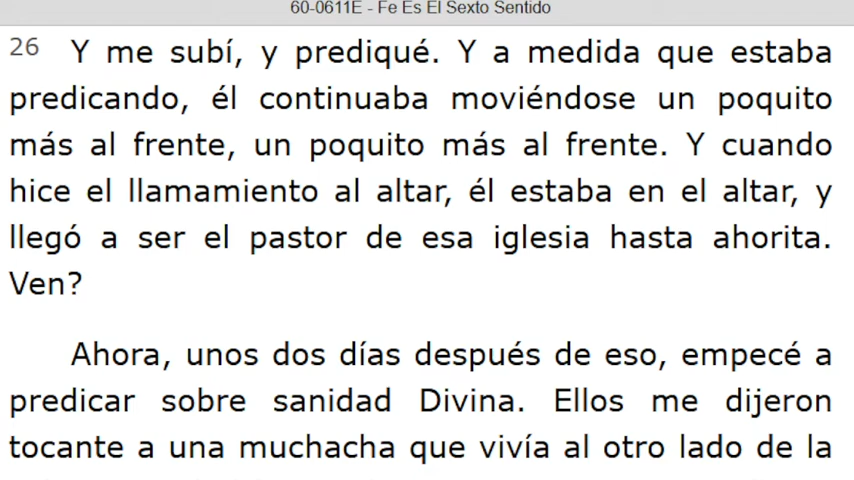 60-0611E - Fe Es El Sexto Sentido
26 Y me subí, y prediqué. Y a medida que estaba
predicando, él continuaba moviéndose un poquito
más al frente, un poquito más al frente. Y cuando
hice el llamamiento al altar, él estaba en el altar, y
llegó a ser el pastor de esa iglesia hasta ahorita.
Ven?
Ahora, unos dos días después de eso, empecé a
predicar sobre sanidad Divina. Ellos me dijeron
tocante a una muchacha que vivía al otro lado de la